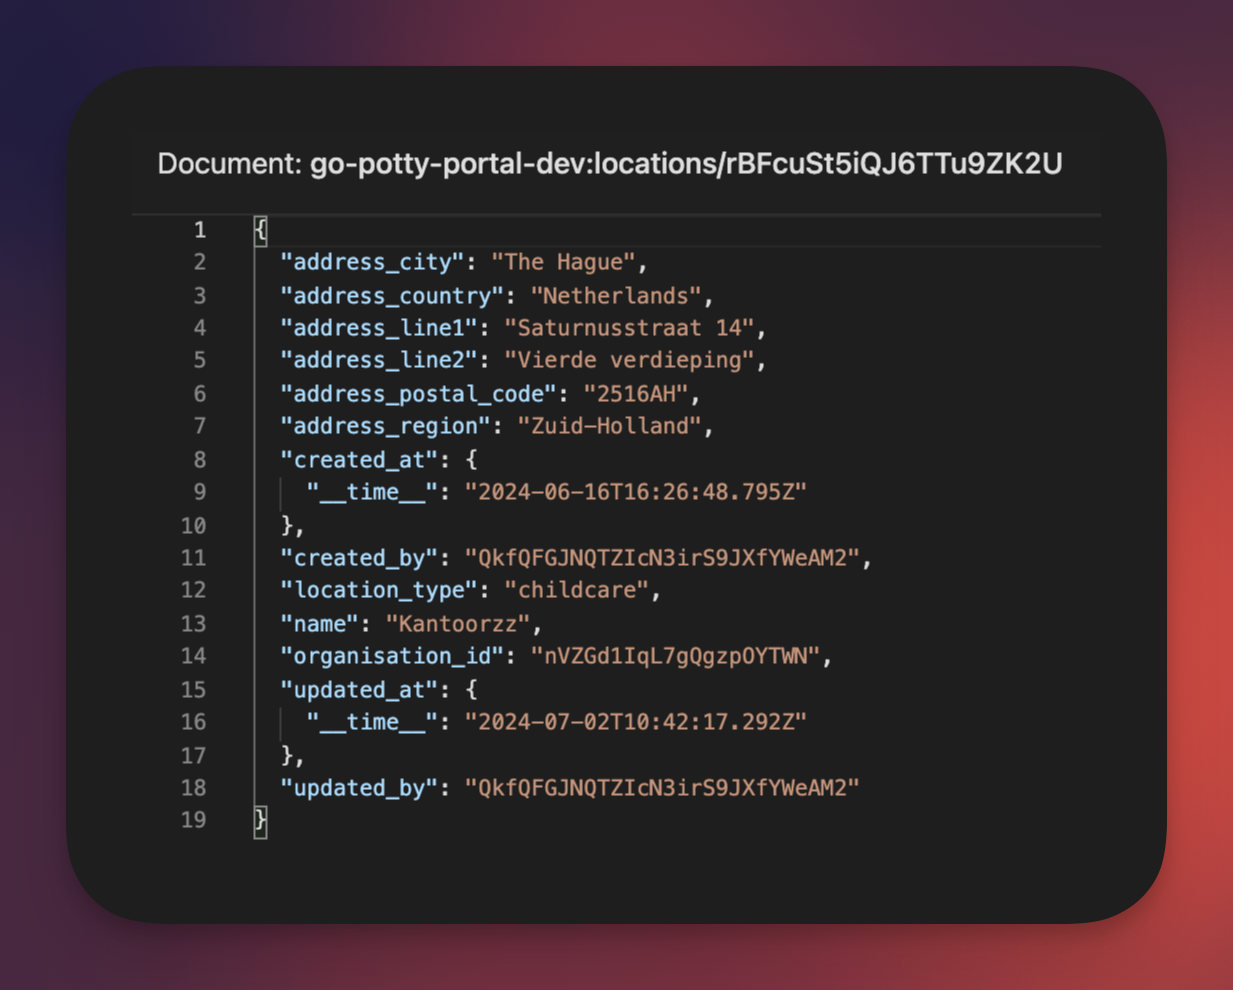 Document: go-potty-portal-dev:locations/rBFcuSt5iQJ6TTu9ZK2U
1 {
2 "address_city": "The Hague",
3 "address_country": "Netherlands",
4 "address_line1": "Saturnusstraat 14",
5 "address_line2": "Vierde verdieping",
6 "address_postal_code": "2516AH",
7 "address_region": "Zuid-Holland",
8 "created_at": {
9 "__time__": "2024-06-16T16:26:48.795Z"
10 },
11 "created_by": "QkfQFGJNQTZIcN3irS9JXfYWeAM2",
12 "location_type": "childcare",
13 "name": "Kantoorzz",
14 "organisation_id": "nVZGd1IqL7gQgzpOYTWN",
15 "updated_at": {
16 "__time__": "2024-07-02T10:42:17.292Z"
17 },
18 "updated_by": "QkfQFGJNQTZIcN3irS9JXfYWeAM2"
19 }